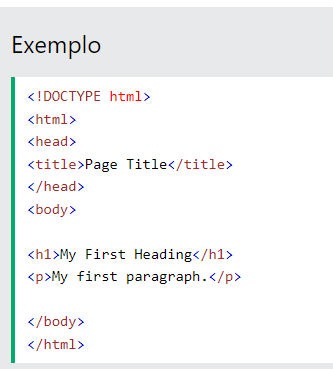 Exemplo
<!DOCTYPE html>
<html>
<head>
<title>Page Title</title>
</head>
<body>
<h1>My First Heading</h1>
<p>My first paragraph.</p>
</body>
</html>